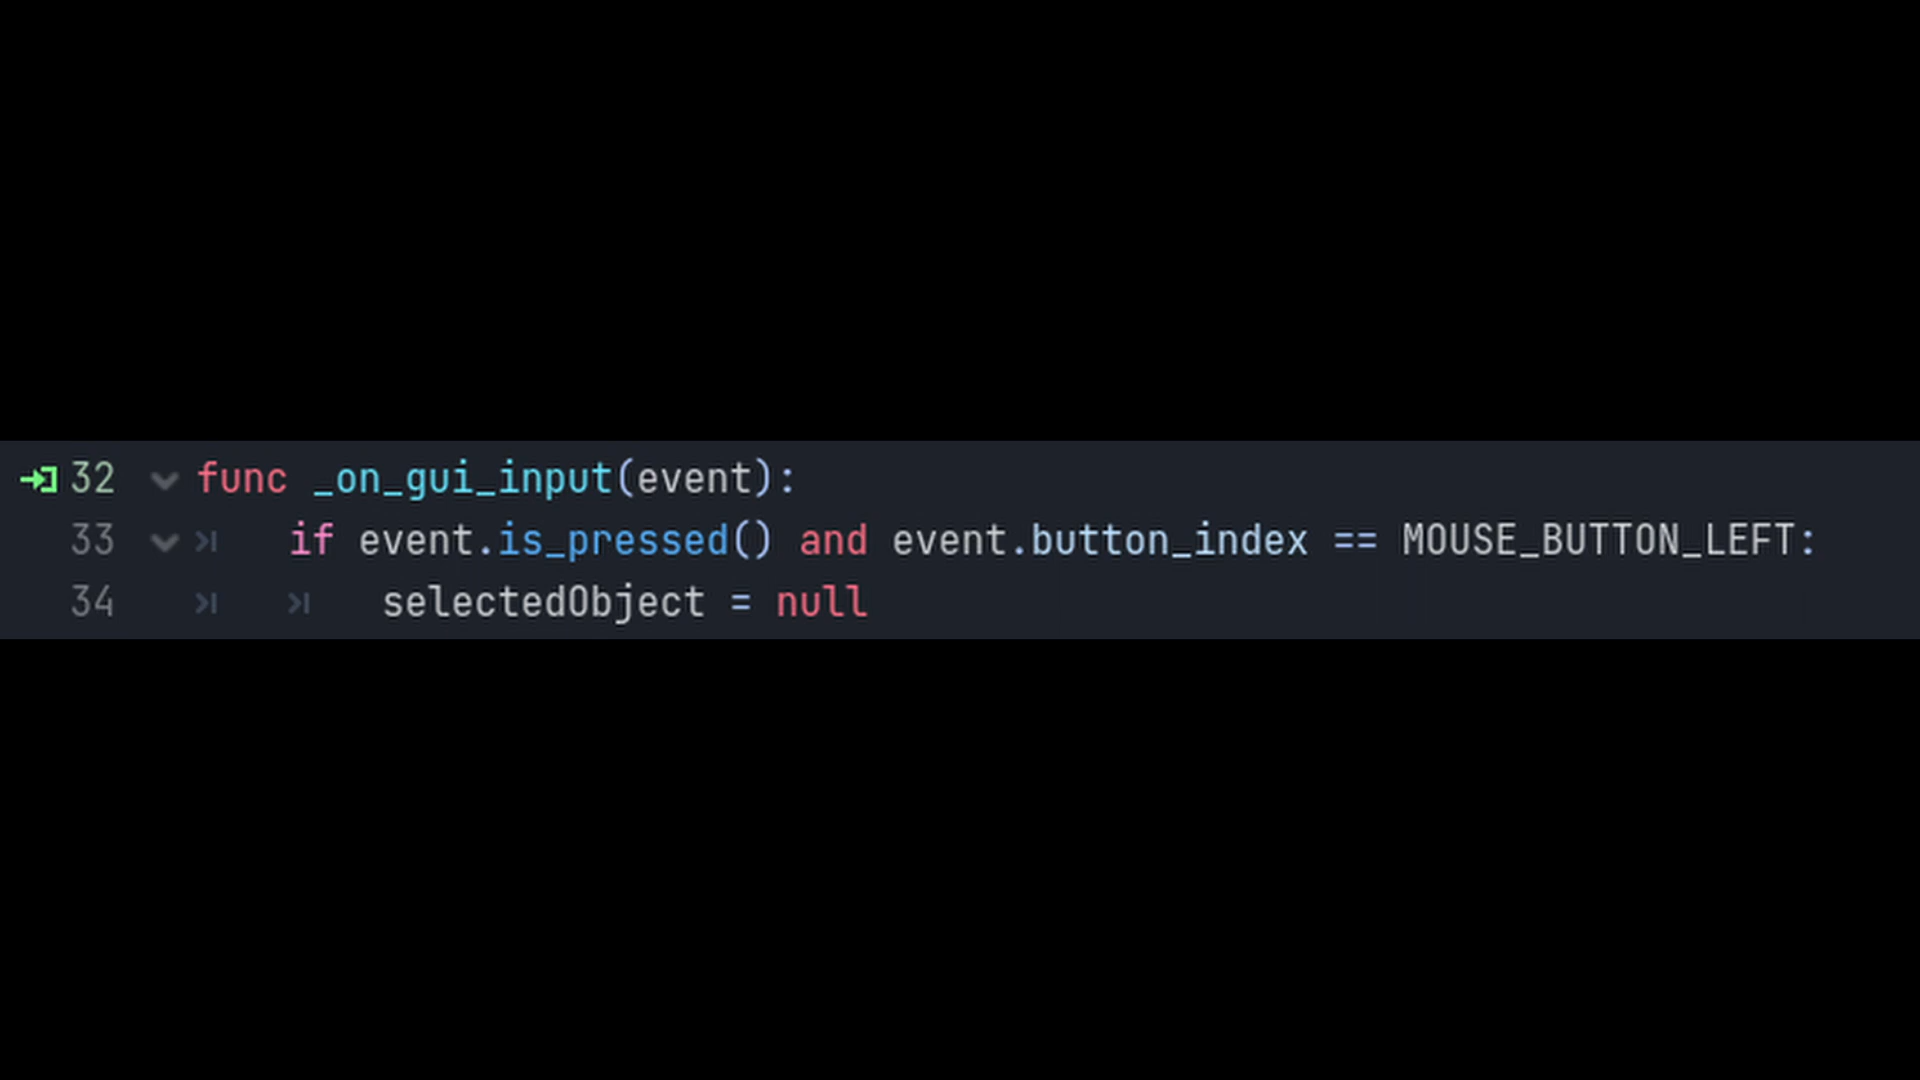 32 func _on_gui_input(event):
33 if event.is_pressed() and event.button_index == MOUSE_BUTTON_LEFT:
34 selectedObject = null